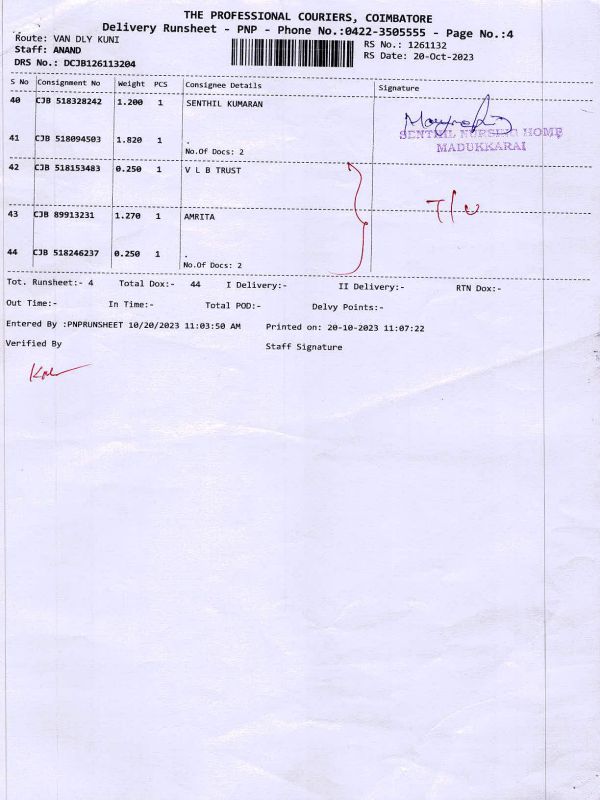 THE PROFESSIONAL COURIERS, COIMBATORE
Delivery Runsheet - PNP - Phone No.:0422-3505555 - Page No.:4
Route: VAN DLY KUNI RS No.: 1261132
Staff: ANAND RS Date: 20-Oct-2023
DRS No.: DCJB126113204
S No Consignment No Weight PCS Consignee Details Signature
40 CJB 518328242 1.200 1 SENTHIL KUMARAN
SENTHIL NURSING HOME
MADUKKARAI
41 CJB 518094503 1.820 1 .
No.Of Docs: 2
42 CJB 518153483 0.250 1 V L B TRUST
T/U
43 CJB 89913231 1.270 1 AMRITA
44 CJB 518246237 0.250 1 .
No.Of Docs: 2
Tot. Runsheet:- 4 Total Dox:- 44 I Delivery:- II Delivery:- RTN Dox:-
Out Time:- In Time:- Total POD:- Delvy Points:-
Entered By :PNPRUNSHEET 10/20/2023 11:03:50 AM Printed on: 20-10-2023 11:07:22
Verified By Staff Signature